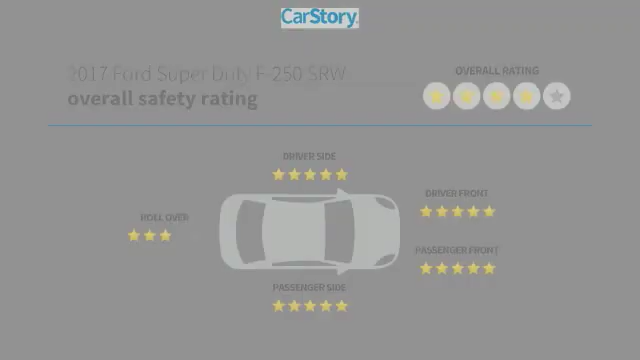 CarStory.
2017 Ford Super Duty F-250 SRW
overall safety rating
OVERALL RATING
DRIVER SIDE
DRIVER FRONT
ROLL OVER
PASSENGER FRONT
PASSENGER SIDE